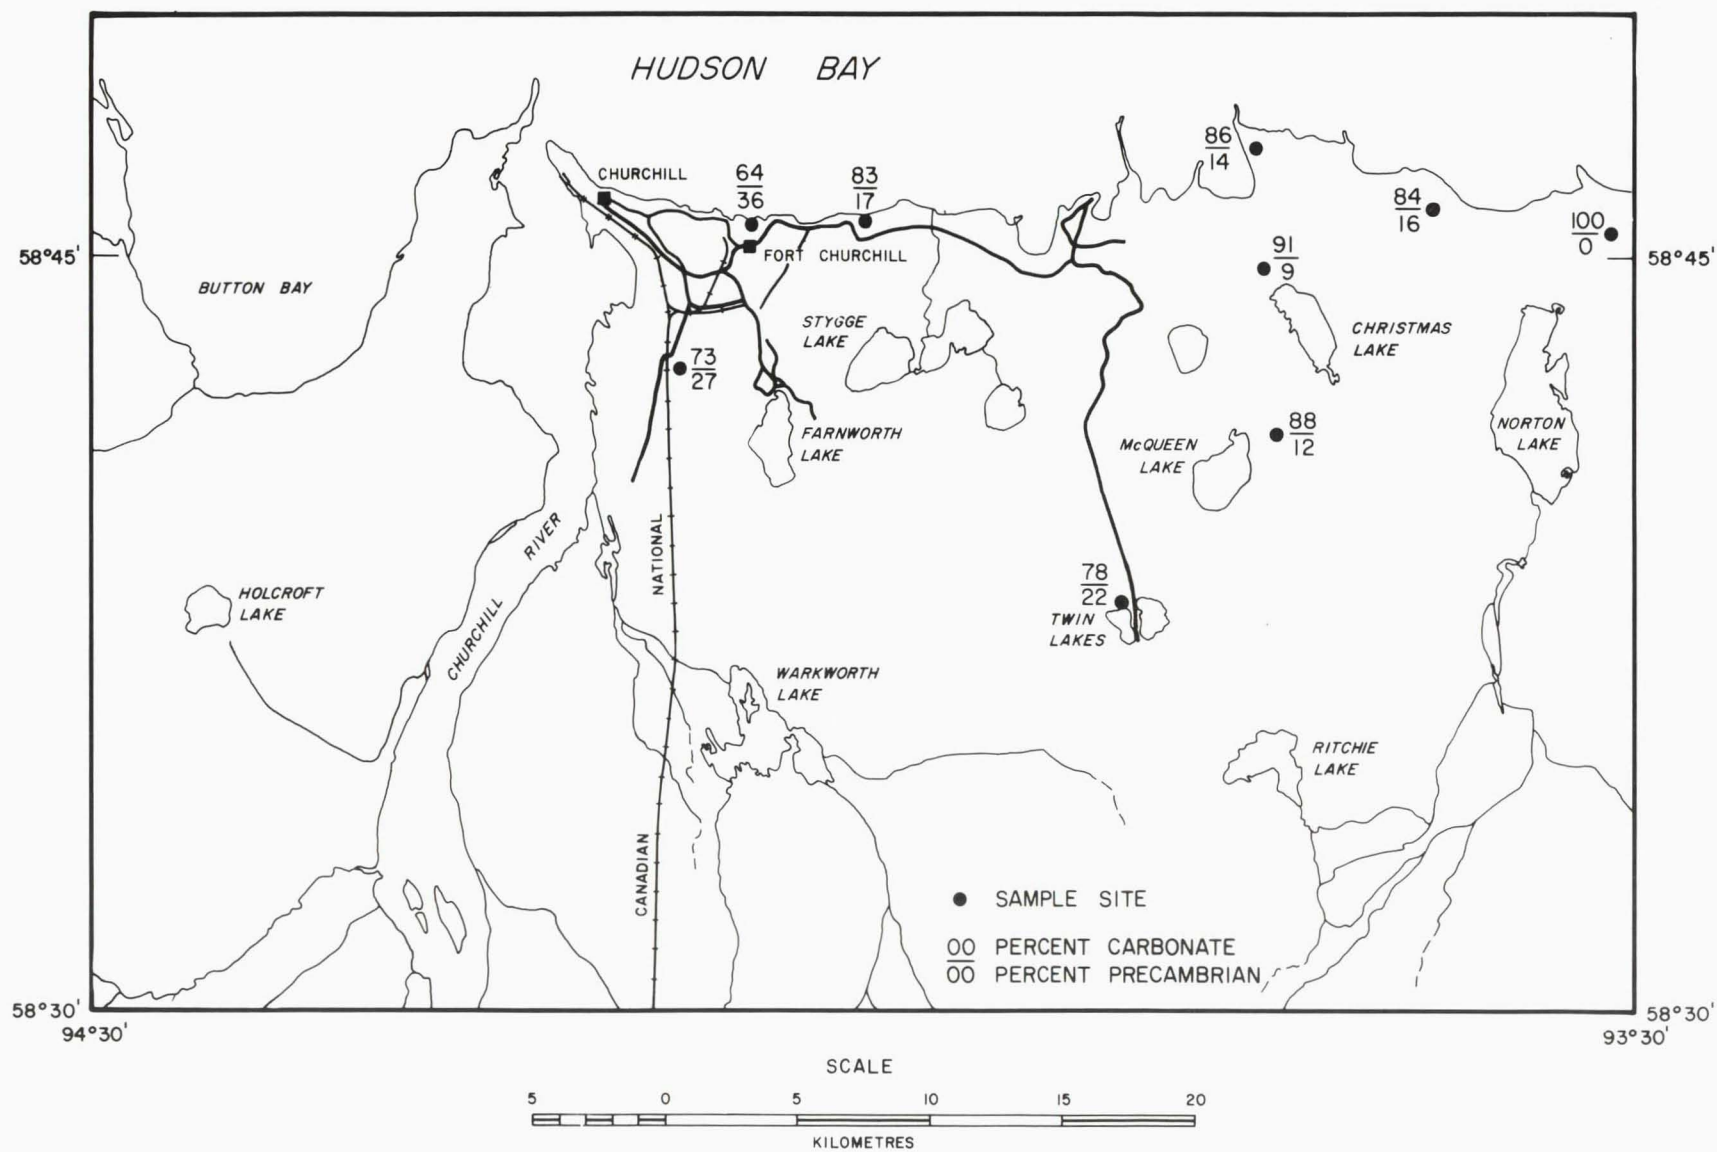 HUDSON BAY
86
14
CHURCHILL
64
36
83
17
84
16
100
0
58°45'
58°45'
FORT CHURCHILL
91
9
BUTTON BAY
STYGGE
LAKE
CHRISTMAS
LAKE
73
27
FARNWORTH
LAKE
McQUEEN
LAKE
88
12
NORTON
LAKE
RIVER
NATIONAL
78
22
HOLCROFT
LAKE
TWIN
LAKES
CHURCHILL
WARKWORTH
LAKE
RITCHIE
LAKE
CANADIAN
SAMPLE SITE
00 PERCENT CARBONATE
00 PERCENT PRECAMBRIAN
58°30'
58°30'
94°30'
93°30'
SCALE
5 0 5 10 15 20
KILOMETRES